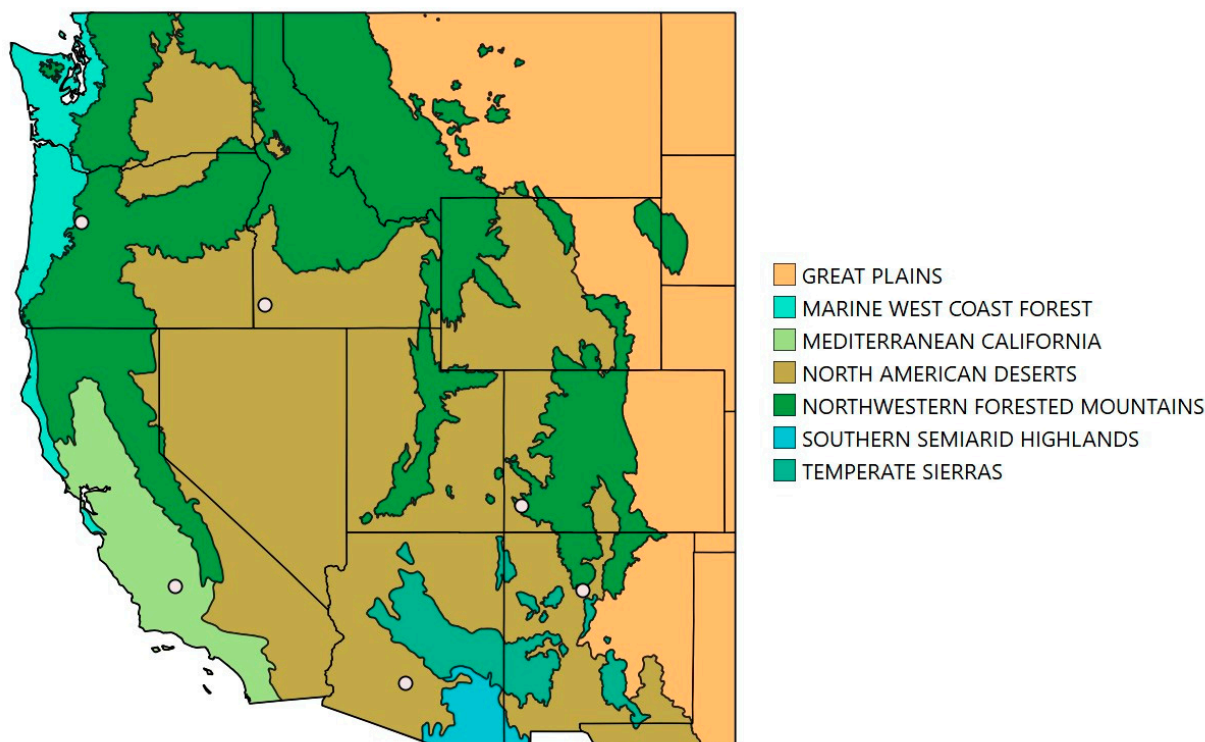 GREAT PLAINS
MARINE WEST COAST FOREST
MEDITERRANEAN CALIFORNIA
NORTH AMERICAN DESERTS
NORTHWESTERN FORESTED MOUNTAINS
SOUTHERN SEMIARID HIGHLANDS
TEMPERATE SIERRAS